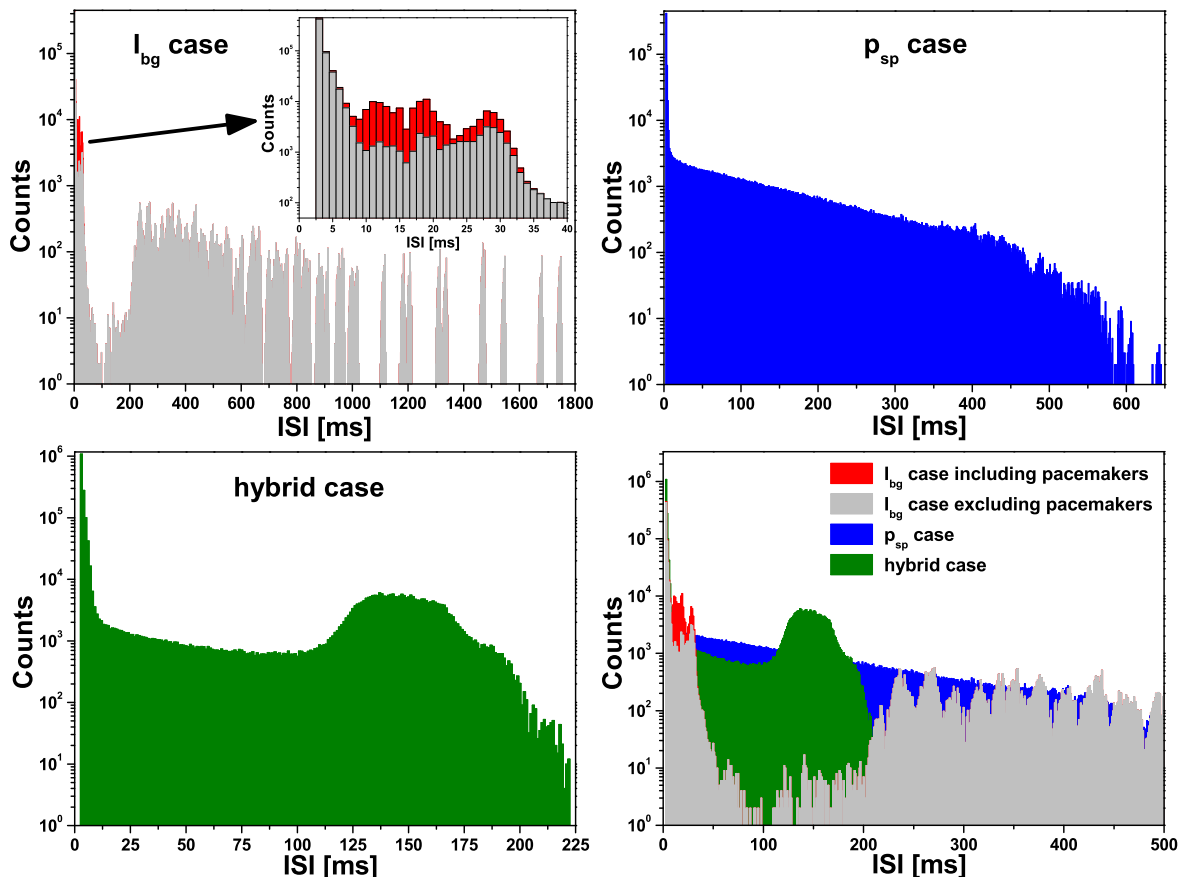 I_bg case
Counts
10^5
10^4
10^3
10^2
10^1
10^0
0 200 400 600 800 1000 1200 1400 1600 1800
ISI [ms]
Counts
10^5
10^4
10^3
10^2
0 5 10 15 20 25 30 35 40
ISI [ms]
p_sp case
Counts
10^5
10^4
10^3
10^2
10^1
10^0
0 100 200 300 400 500 600
ISI [ms]
hybrid case
Counts
10^6
10^5
10^4
10^3
10^2
10^1
10^0
0 25 50 75 100 125 150 175 200 225
ISI [ms]
I_bg case including pacemakers
I_bg case excluding pacemakers
p_sp case
hybrid case
Counts
10^6
10^5
10^4
10^3
10^2
10^1
10^0
0 100 200 300 400 500
ISI [ms]